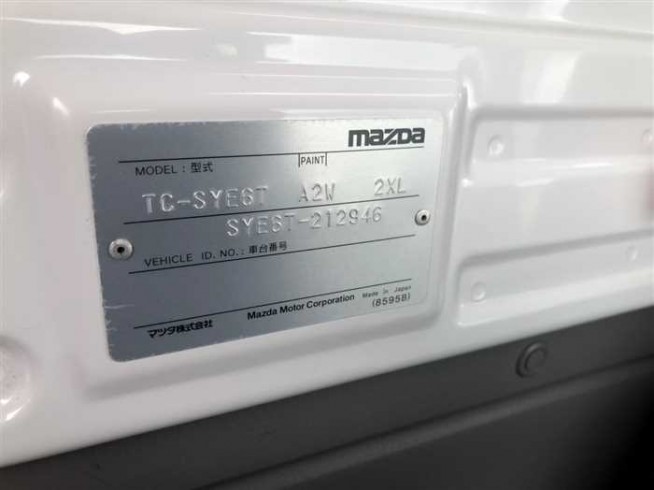 mazda
MODEL : 型式
PAINT
TC-SYE6T A2W 2XL
SYE6T-212946
VEHICLE ID. NO. : 車台番号
マツダ株式会社 Mazda Motor Corporation Made in Japan
(8595B)